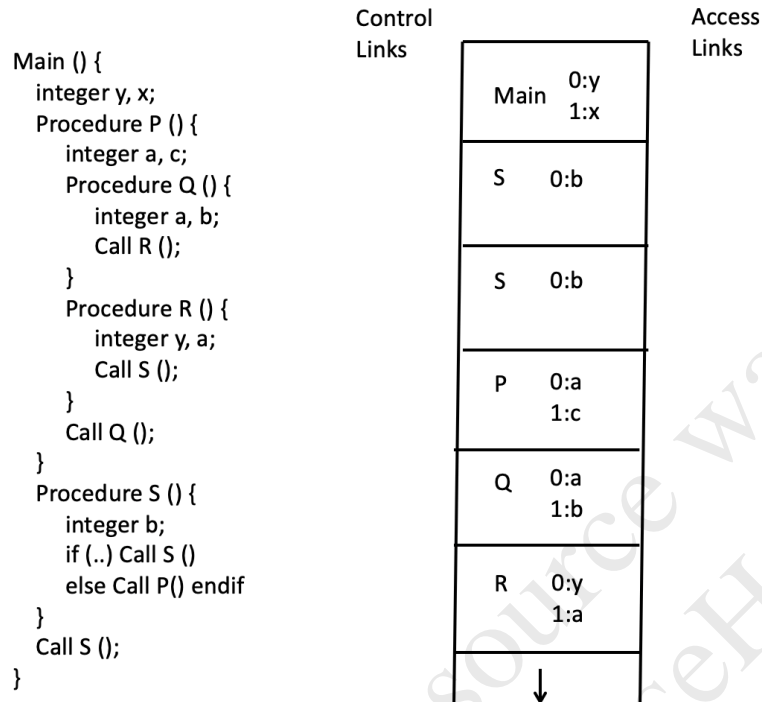 Main () {
integer y, x;
Procedure P () {
integer a, c;
Procedure Q () {
integer a, b;
Call R ();
}
Procedure R () {
integer y, a;
Call S ();
}
Call Q ();
}
Procedure S () {
integer b;
if (..) Call S ()
else Call P() endif
}
Call S ();
}
Control
Links
Main 0:y
1:x
S 0:b
S 0:b
P 0:a
1:c
Q 0:a
1:b
R 0:y
1:a
Access
Links
source